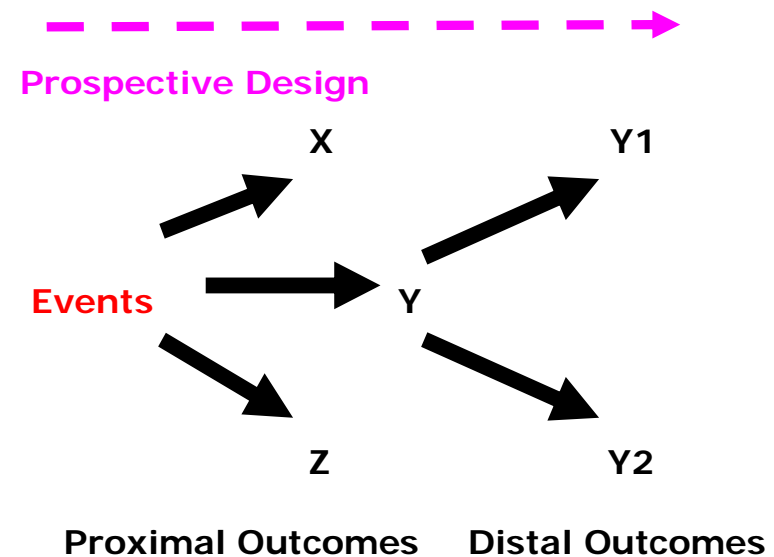 Prospective Design
X Y1
Events Y
Z Y2
Proximal Outcomes Distal Outcomes